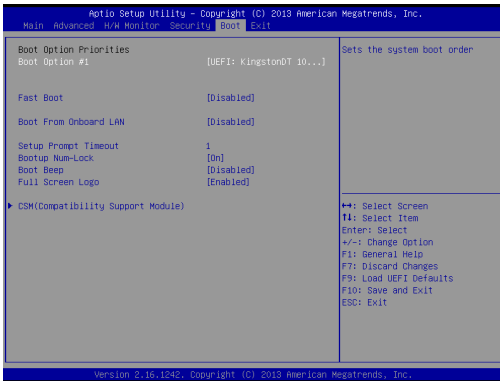 Aptio Setup Utility – Copyright (C) 2013 American Megatrends, Inc.
Main Advanced H/W Monitor Security Boot Exit
Boot Option Priorities
Boot Option #1 [UEFI: KingstonDT 10...]
Fast Boot [Disabled]
Boot From Onboard LAN [Disabled]
Setup Prompt Timeout 1
Bootup Num-Lock [On]
Boot Beep [Disabled]
Full Screen Logo [Enabled]
CSM(Compatibility Support Module)
Sets the system boot order
↔: Select Screen
↑↓: Select Item
Enter: Select
+/-: Change Option
F1: General Help
F7: Discard Changes
F9: Load UEFI Defaults
F10: Save and Exit
ESC: Exit
Version 2.16.1242. Copyright (C) 2013 American Megatrends, Inc.